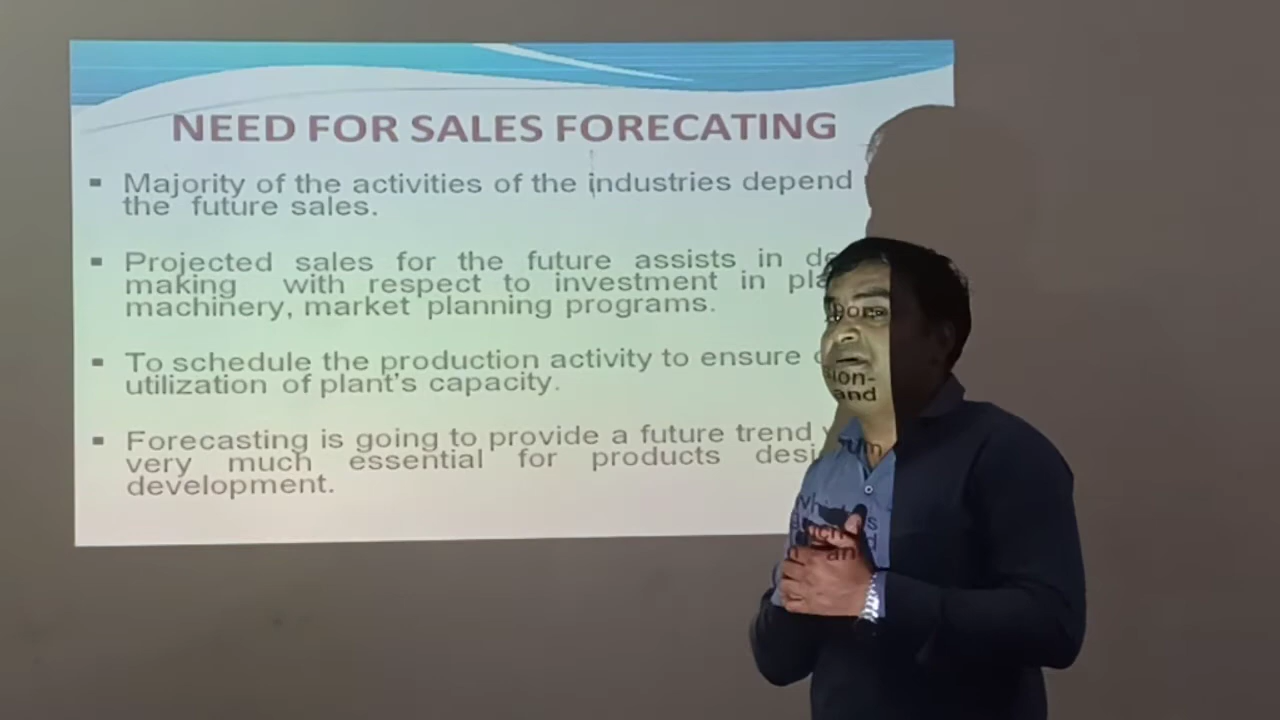 NEED FOR SALES FORECATING
▪ Majority of the activities of the industries depend
the future sales.
▪ Projected sales for the future assists in de
making with respect to investment in pla
machinery, market planning programs.
▪ To schedule the production activity to ensure
utilization of plant's capacity.
▪ Forecasting is going to provide a future trend
very much essential for products desi
development.
sion-
and
um